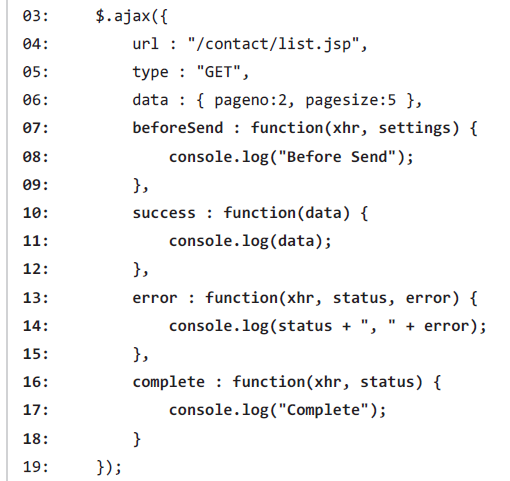 03:     $.ajax({
04:         url : "/contact/list.jsp",
05:         type : "GET",
06:         data : { pageno:2, pagesize:5 },
07:         beforeSend : function(xhr, settings) {
08:             console.log("Before Send");
09:         },
10:         success : function(data) {
11:             console.log(data);
12:         },
13:         error : function(xhr, status, error) {
14:             console.log(status + ", " + error);
15:         },
16:         complete : function(xhr, status) {
17:             console.log("Complete");
18:         }
19:     });